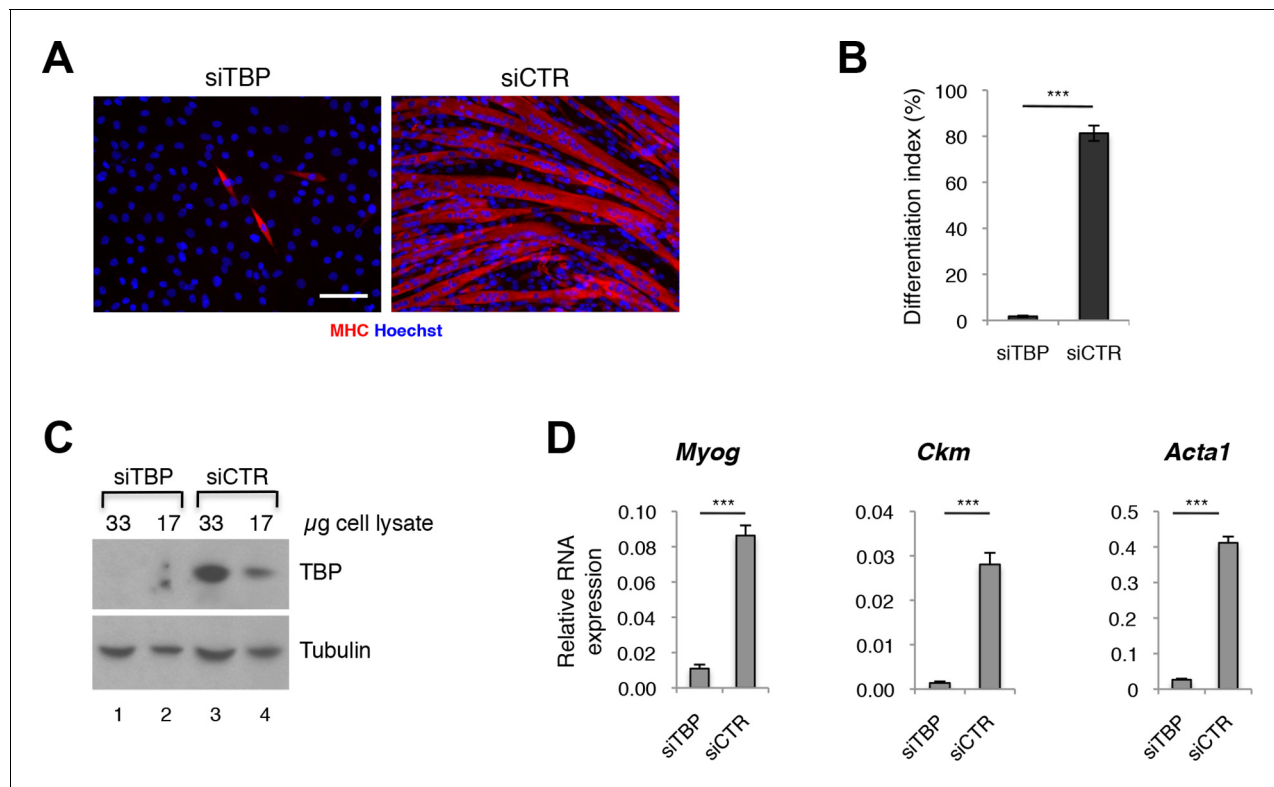 A
siTBP siCTR
MHC Hoechst
B
Differentiation index (%)
100
80
60
40
20
0
***
siTBP siCTR
C
siTBP siCTR
33 17 33 17 µg cell lysate
TBP
Tubulin
1 2 3 4
D
Relative RNA
expression
Myog
***
0.10
0.08
0.06
0.04
0.02
0.00
siTBP
siCTR
Ckm
***
0.04
0.03
0.02
0.01
0.00
siTBP
siCTR
Acta1
***
0.5
0.4
0.3
0.2
0.1
0
siTBP
siCTR